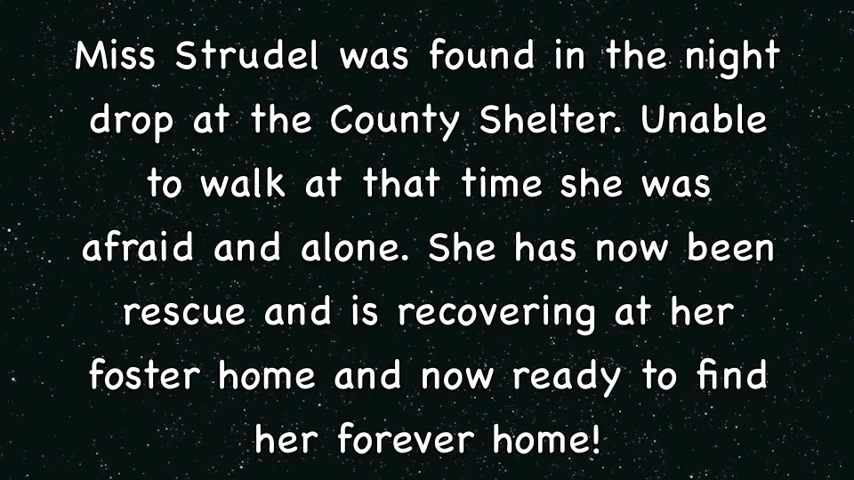 Miss Strudel was found in the night
drop at the County Shelter. Unable
to walk at that time she was
afraid and alone. She has now been
rescue and is recovering at her
foster home and now ready to find
her forever home!